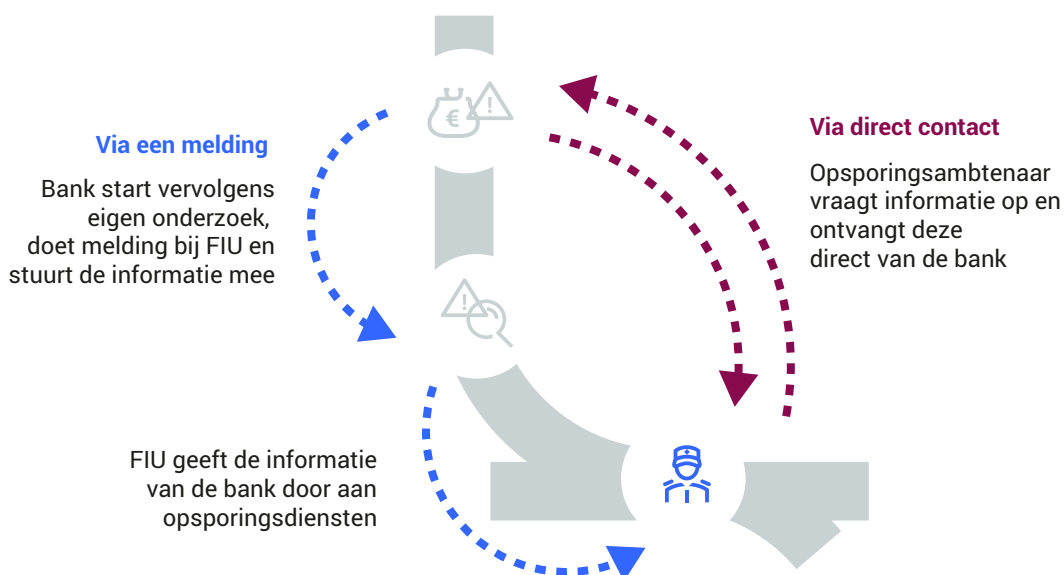 Via een melding
Bank start vervolgens
eigen onderzoek,
doet melding bij FIU en
stuurt de informatie mee
€
!
Via direct contact
Opsporingsambtenaar
vraagt informatie op en
ontvangt deze
direct van de bank
!
FIU geeft de informatie
van de bank door aan
opsporingsdiensten